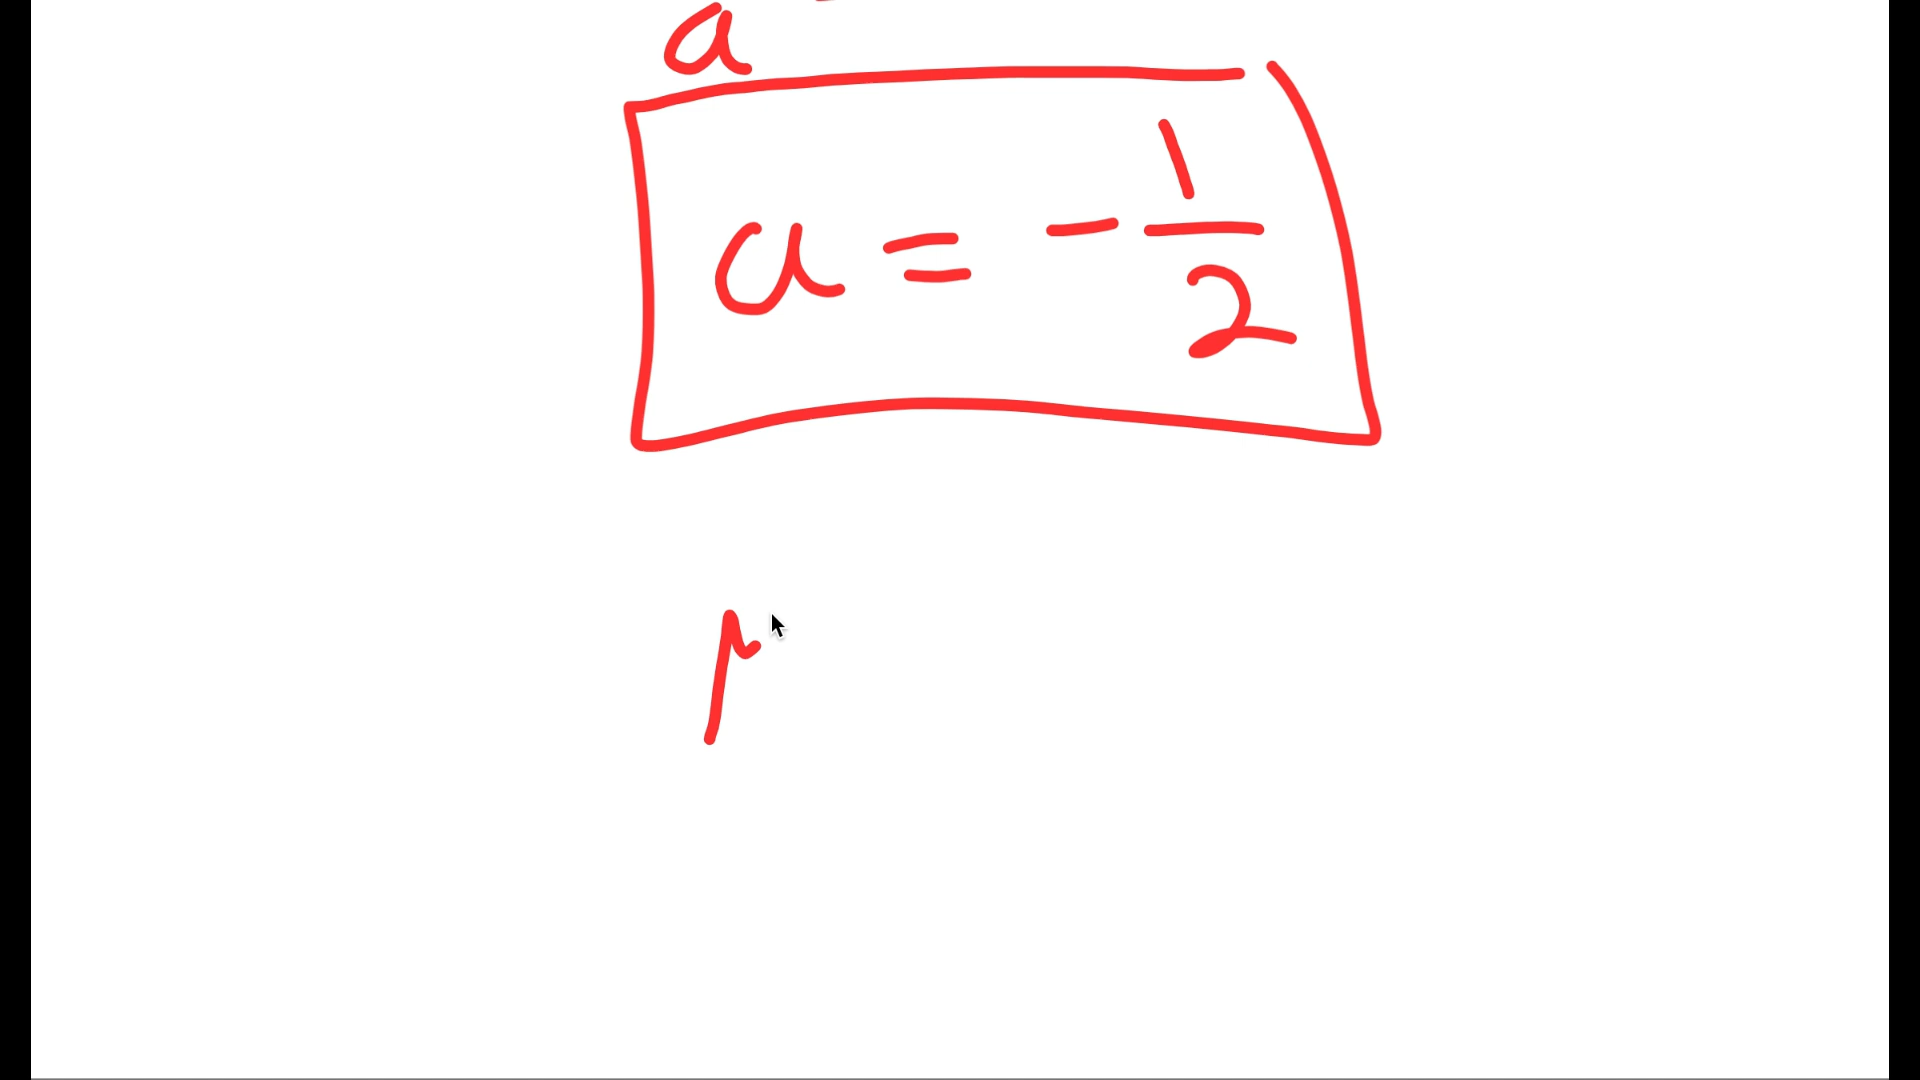 a
a = - 1/2